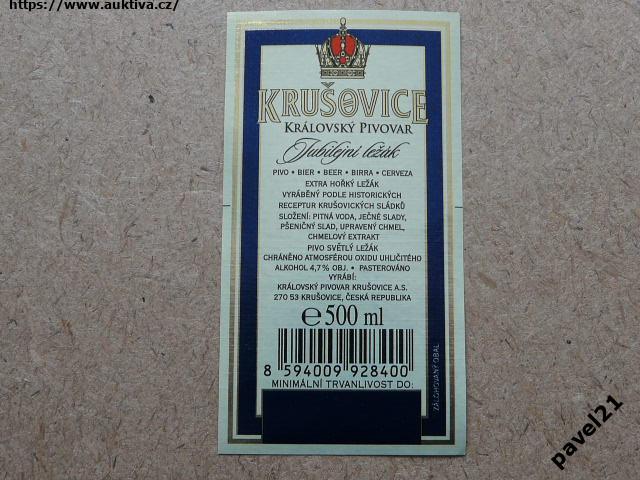 https://www.auktiva.cz/
KRUŠOVICE
KRÁLOVSKÝ PIVOVAR
Jubilejní ležák
PIVO • BIER • BEER • BIRRA • CERVEZA
EXTRA HOŘKÝ LEŽÁK
VYRÁBĚNÝ PODLE HISTORICKÝCH
RECEPTUR KRUŠOVICKÝCH SLÁDKŮ
SLOŽENÍ: PITNÁ VODA, JEČNÉ SLADY,
PŠENIČNÝ SLAD, UPRAVENÝ CHMEL,
CHMELOVÝ EXTRAKT
PIVO SVĚTLÝ LEŽÁK
CHRÁNĚNO ATMOSFÉROU OXIDU UHLIČITÉHO
ALKOHOL 4,7 % OBJ. • PASTEROVÁNO
VYRÁBÍ:
KRÁLOVSKÝ PIVOVAR KRUŠOVICE A.S.
270 53 KRUŠOVICE, ČESKÁ REPUBLIKA
℮ 500 ml
8 594009 928400
MINIMÁLNÍ TRVANLIVOST DO:
ZÁLOHOVANÝ OBAL
pavel21